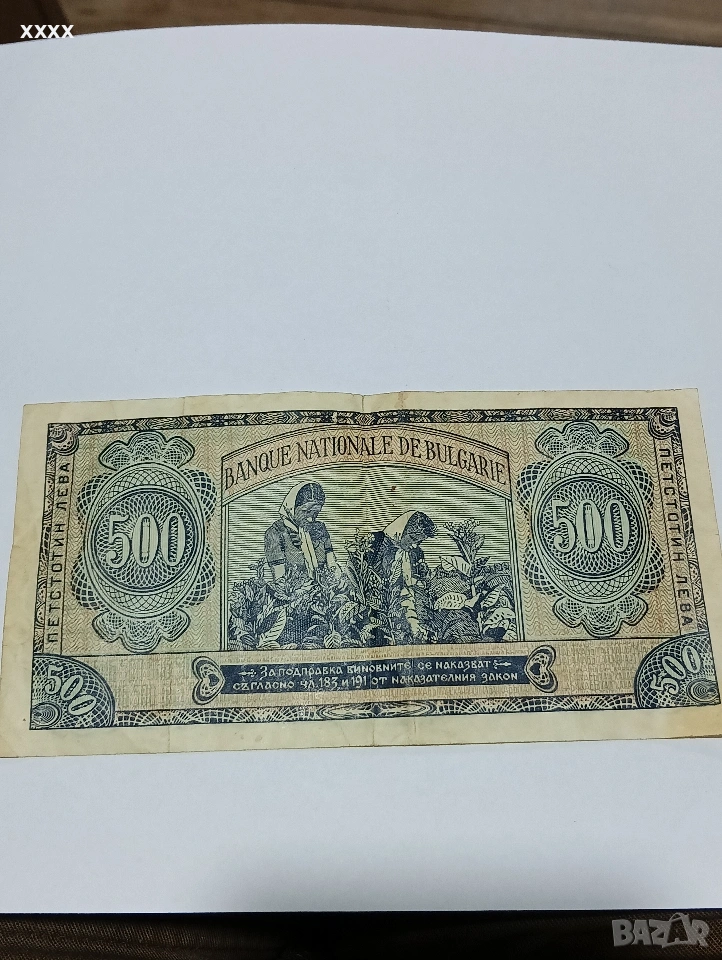 xxxx
BANQUE NATIONALE DE BULGARIE
ПЕТСТОТИН ЛЕВА
500
500
ПЕТСТОТИН ЛЕВА
ЗА ПОДПРАВКА ВИНОВНИТЕ СЕ НАКАЗВАТ
СЪГЛАСНО ЧЛ. 183 И 191 ОТ НАКАЗАТЕЛНИЯ ЗАКОН
500
500
BAZAR